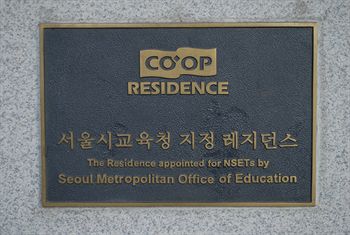 CO'OP
RESIDENCE
서울시교육청 지정 레지던스
The Residence appointed for NSETs by
Seoul Metropolitan Office of Education